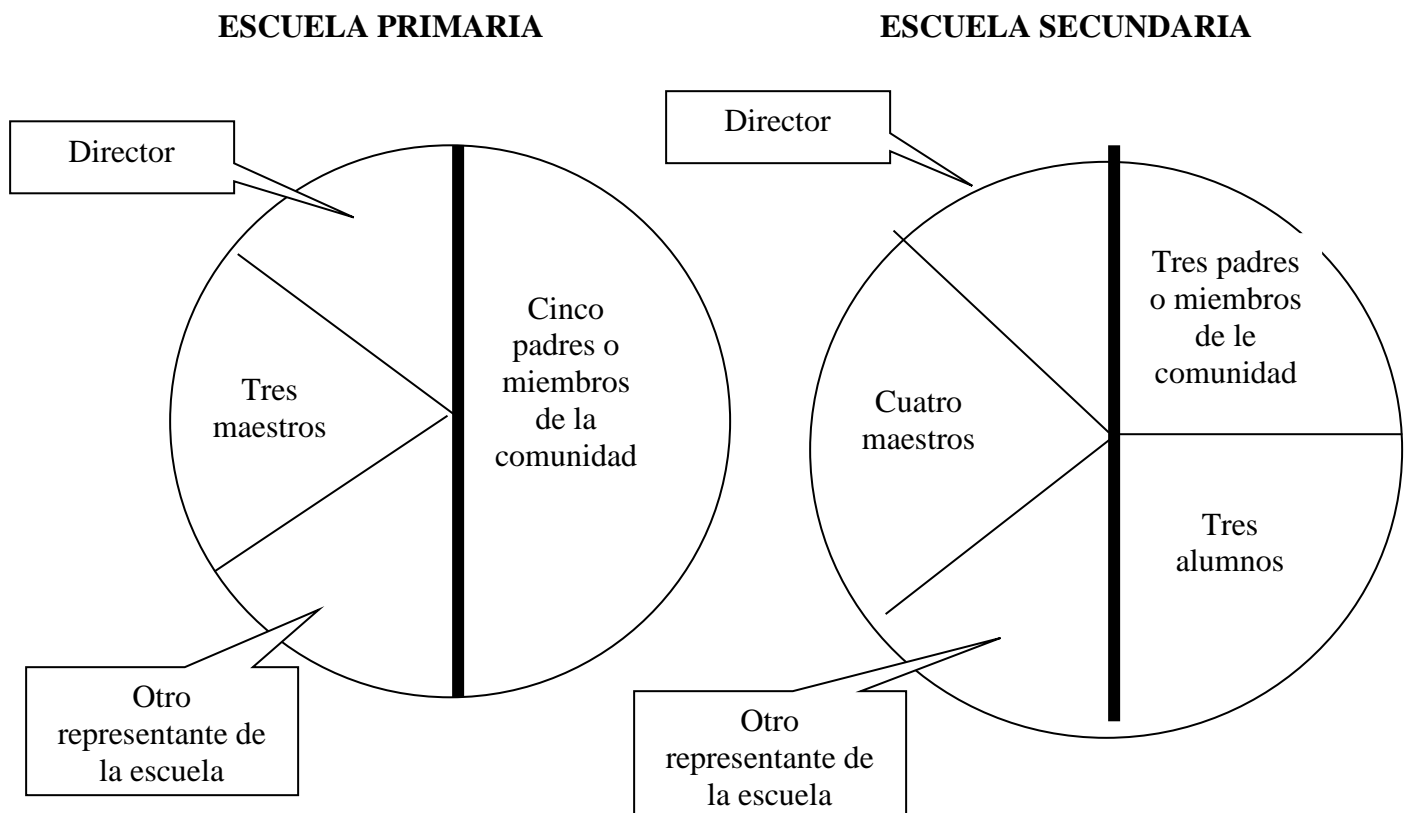 ESCUELA PRIMARIA
Director
Cinco
padres o
miembros
de la
comunidad
Tres
maestros
Otro
representante de
la escuela
ESCUELA SECUNDARIA
Director
Tres padres
o miembros
de le
comunidad
Cuatro
maestros
Tres
alumnos
Otro
representante de
la escuela